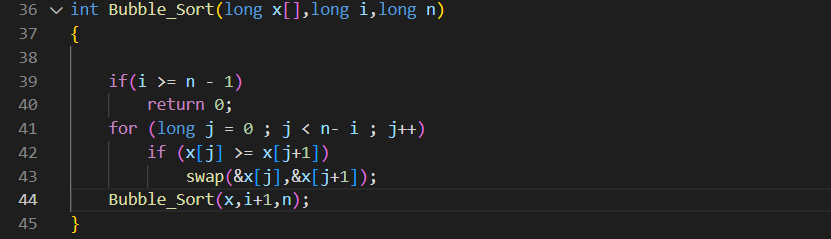 36 int Bubble_Sort(long x[],long i,long n)
37 {
38
39 if(i >= n - 1)
40 return 0;
41 for (long j = 0 ; j < n- i ; j++)
42 if (x[j] >= x[j+1])
43 swap(&x[j],&x[j+1]);
44 Bubble_Sort(x,i+1,n);
45 }